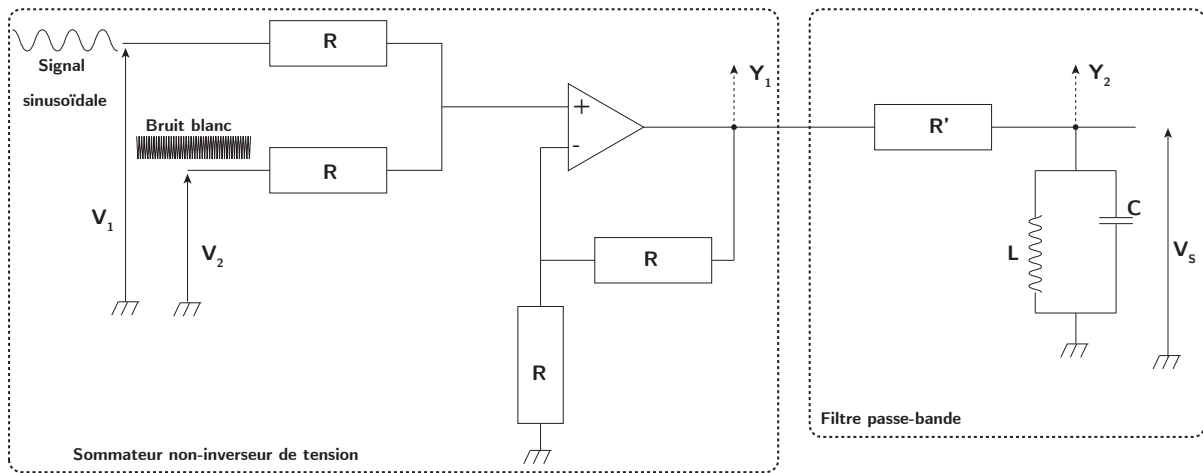 Signal
sinusoïdale
R
Bruit blanc
R
V1
V2
+
-
R
R
Y1
Sommateur non-inverseur de tension
R'
Y2
L
C
VS
Filtre passe-bande